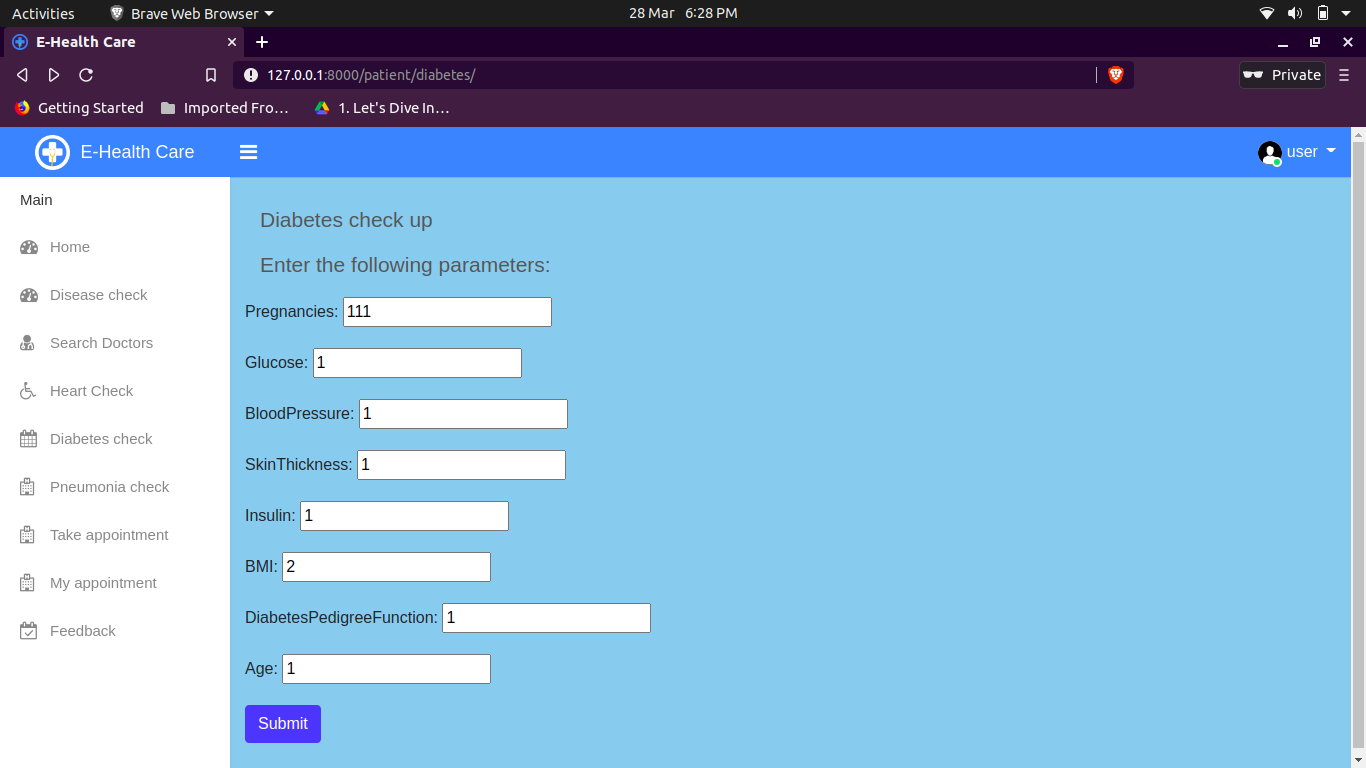 Activities Brave Web Browser 28 Mar 6:28 PM
E-Health Care
127.0.0.1:8000/patient/diabetes/ Private
Getting Started Imported Fro... 1. Let's Dive In...
E-Health Care user
Main
Home
Disease check
Search Doctors
Heart Check
Diabetes check
Pneumonia check
Take appointment
My appointment
Feedback
Diabetes check up
Enter the following parameters:
Pregnancies: 111
Glucose: 1
BloodPressure: 1
SkinThickness: 1
Insulin: 1
BMI: 2
DiabetesPedigreeFunction: 1
Age: 1
Submit